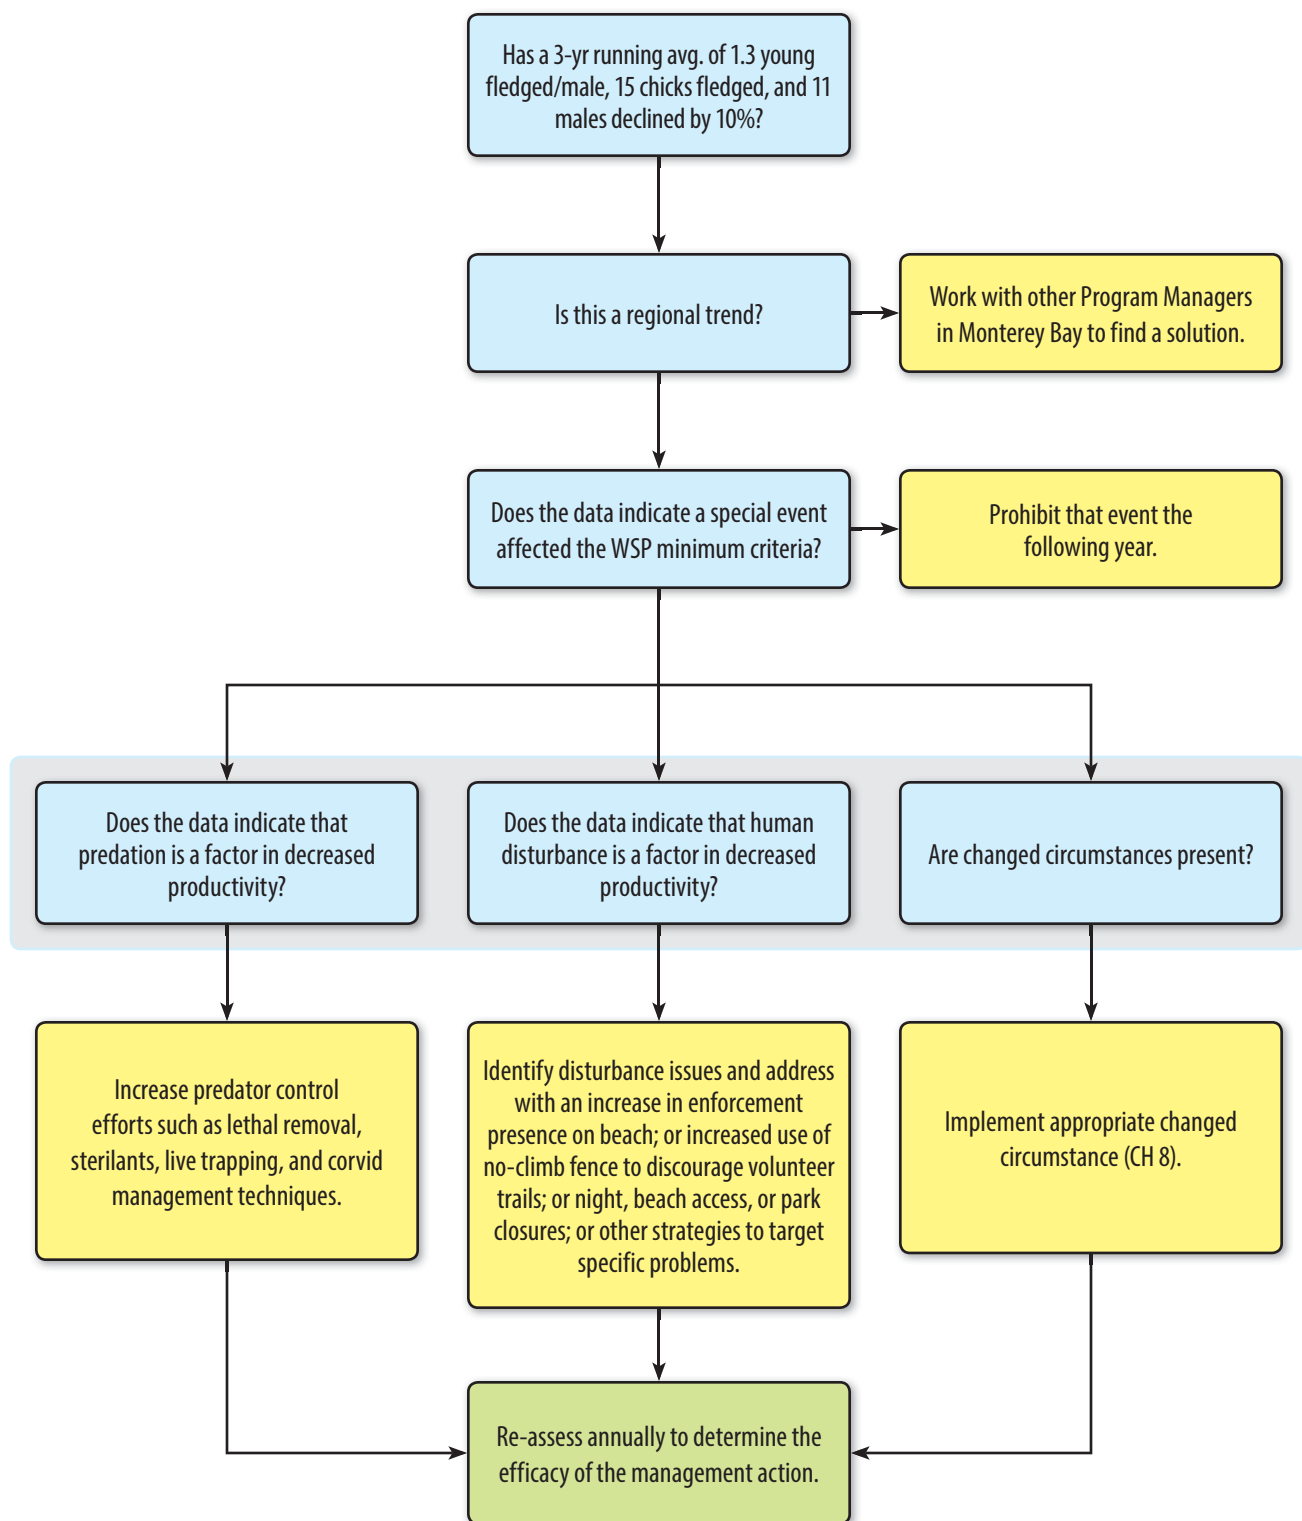 Has a 3-yr running avg. of 1.3 young
fledged/male, 15 chicks fledged, and 11
males declined by 10%?
Is this a regional trend?
Work with other Program Managers
in Monterey Bay to find a solution.
Does the data indicate a special event
affected the WSP minimum criteria?
Prohibit that event the
following year.
Does the data indicate that
predation is a factor in decreased
productivity?
Does the data indicate that human
disturbance is a factor in decreased
productivity?
Are changed circumstances present?
Increase predator control
efforts such as lethal removal,
sterilants, live trapping, and corvid
management techniques.
Identify disturbance issues and address
with an increase in enforcement
presence on beach; or increased use of
no-climb fence to discourage volunteer
trails; or night, beach access, or park
closures; or other strategies to target
specific problems.
Implement appropriate changed
circumstance (CH 8).
Re-assess annually to determine the
efficacy of the management action.